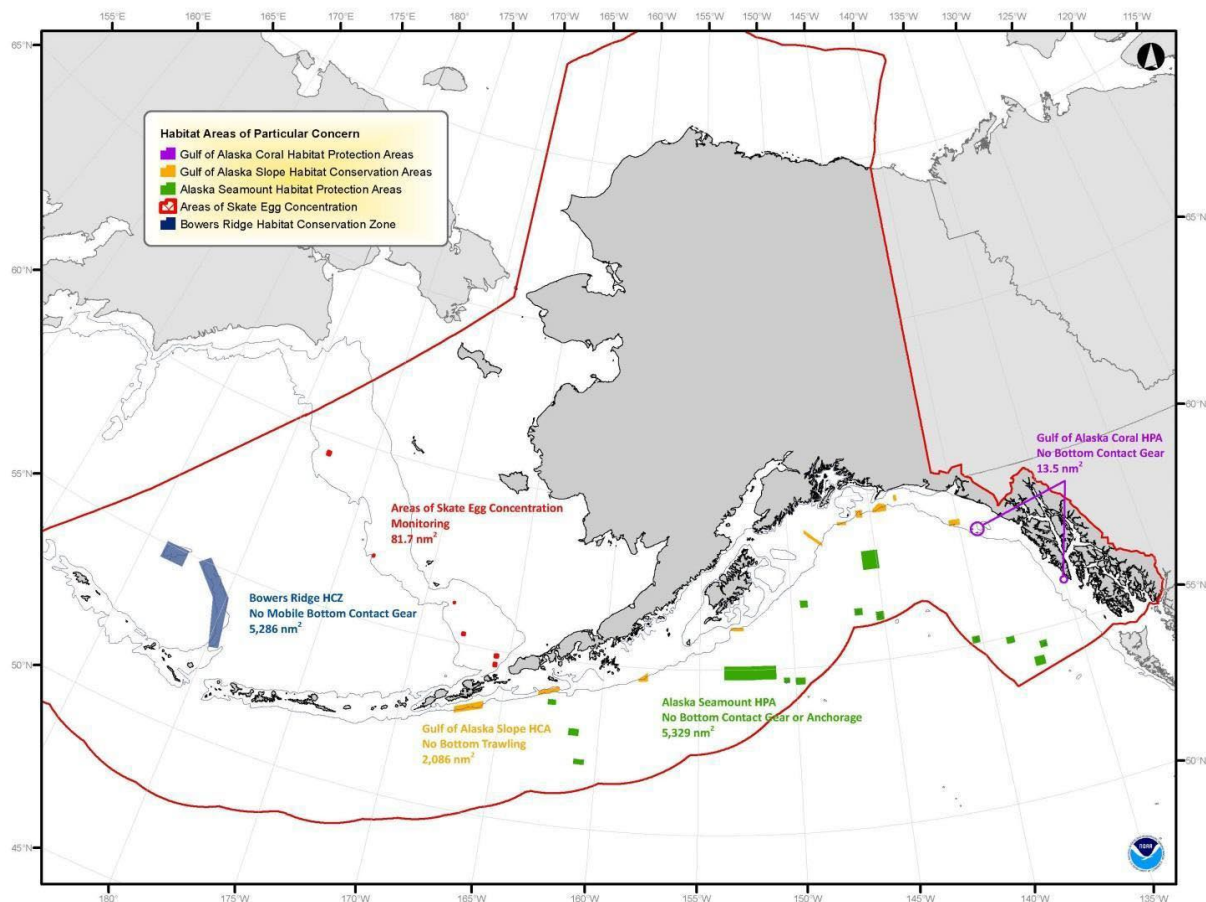 155°E 160°E 165°E 170°E 175°E 180° 175°W 170°W 165°W 160°W 155°W 150°W 145°W 140°W 135°W 130°W 125°W 120°W 115°W
65°N
Habitat Areas of Particular Concern
Gulf of Alaska Coral Habitat Protection Areas
Gulf of Alaska Slope Habitat Conservation Areas
Alaska Seamount Habitat Protection Areas
Areas of Skate Egg Concentration
Bowers Ridge Habitat Conservation Zone
65°N
60°N
60°N
Gulf of Alaska Coral HPA
No Bottom Contact Gear
13.5 nm²
55°N
Areas of Skate Egg Concentration
Monitoring
81.7 nm²
55°N
Bowers Ridge HCZ
No Mobile Bottom Contact Gear
5,286 nm²
50°N
Alaska Seamount HPA
No Bottom Contact Gear or Anchorage
5,329 nm²
Gulf of Alaska Slope HCA
No Bottom Trawling
2,086 nm²
50°N
45°N
NOAA
180° 175°W 170°W 165°W 160°W 155°W 150°W 145°W 140°W 135°W